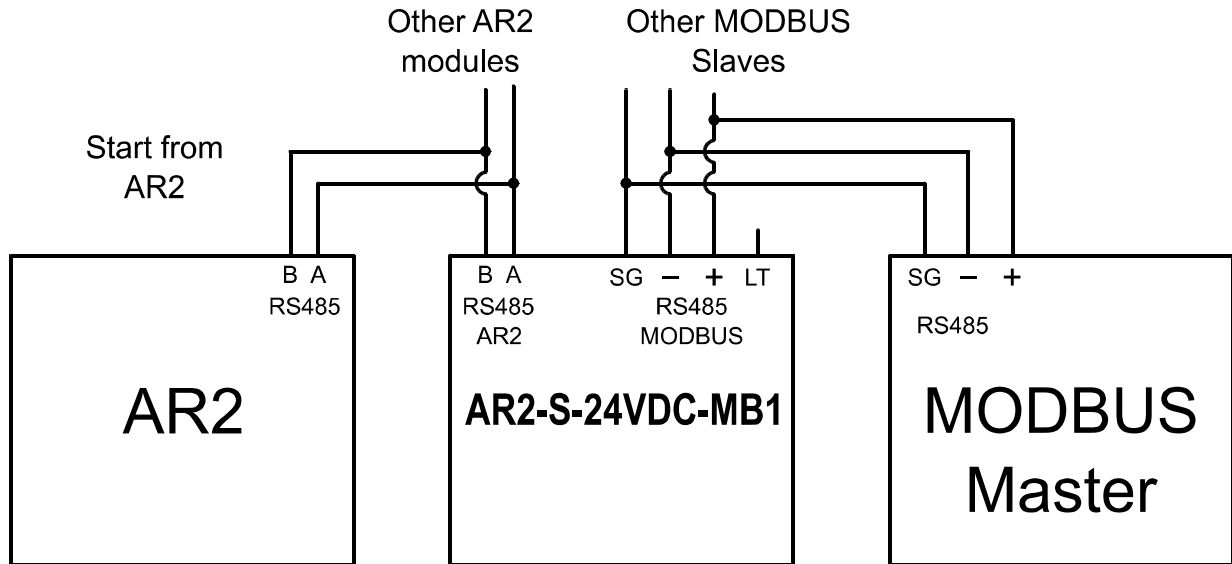 Other AR2
modules
Other MODBUS
Slaves
Start from
AR2
B A
RS485
AR2
B A
RS485
AR2
SG − + LT
RS485
MODBUS
AR2-S-24VDC-MB1
SG − +
RS485
MODBUS
Master